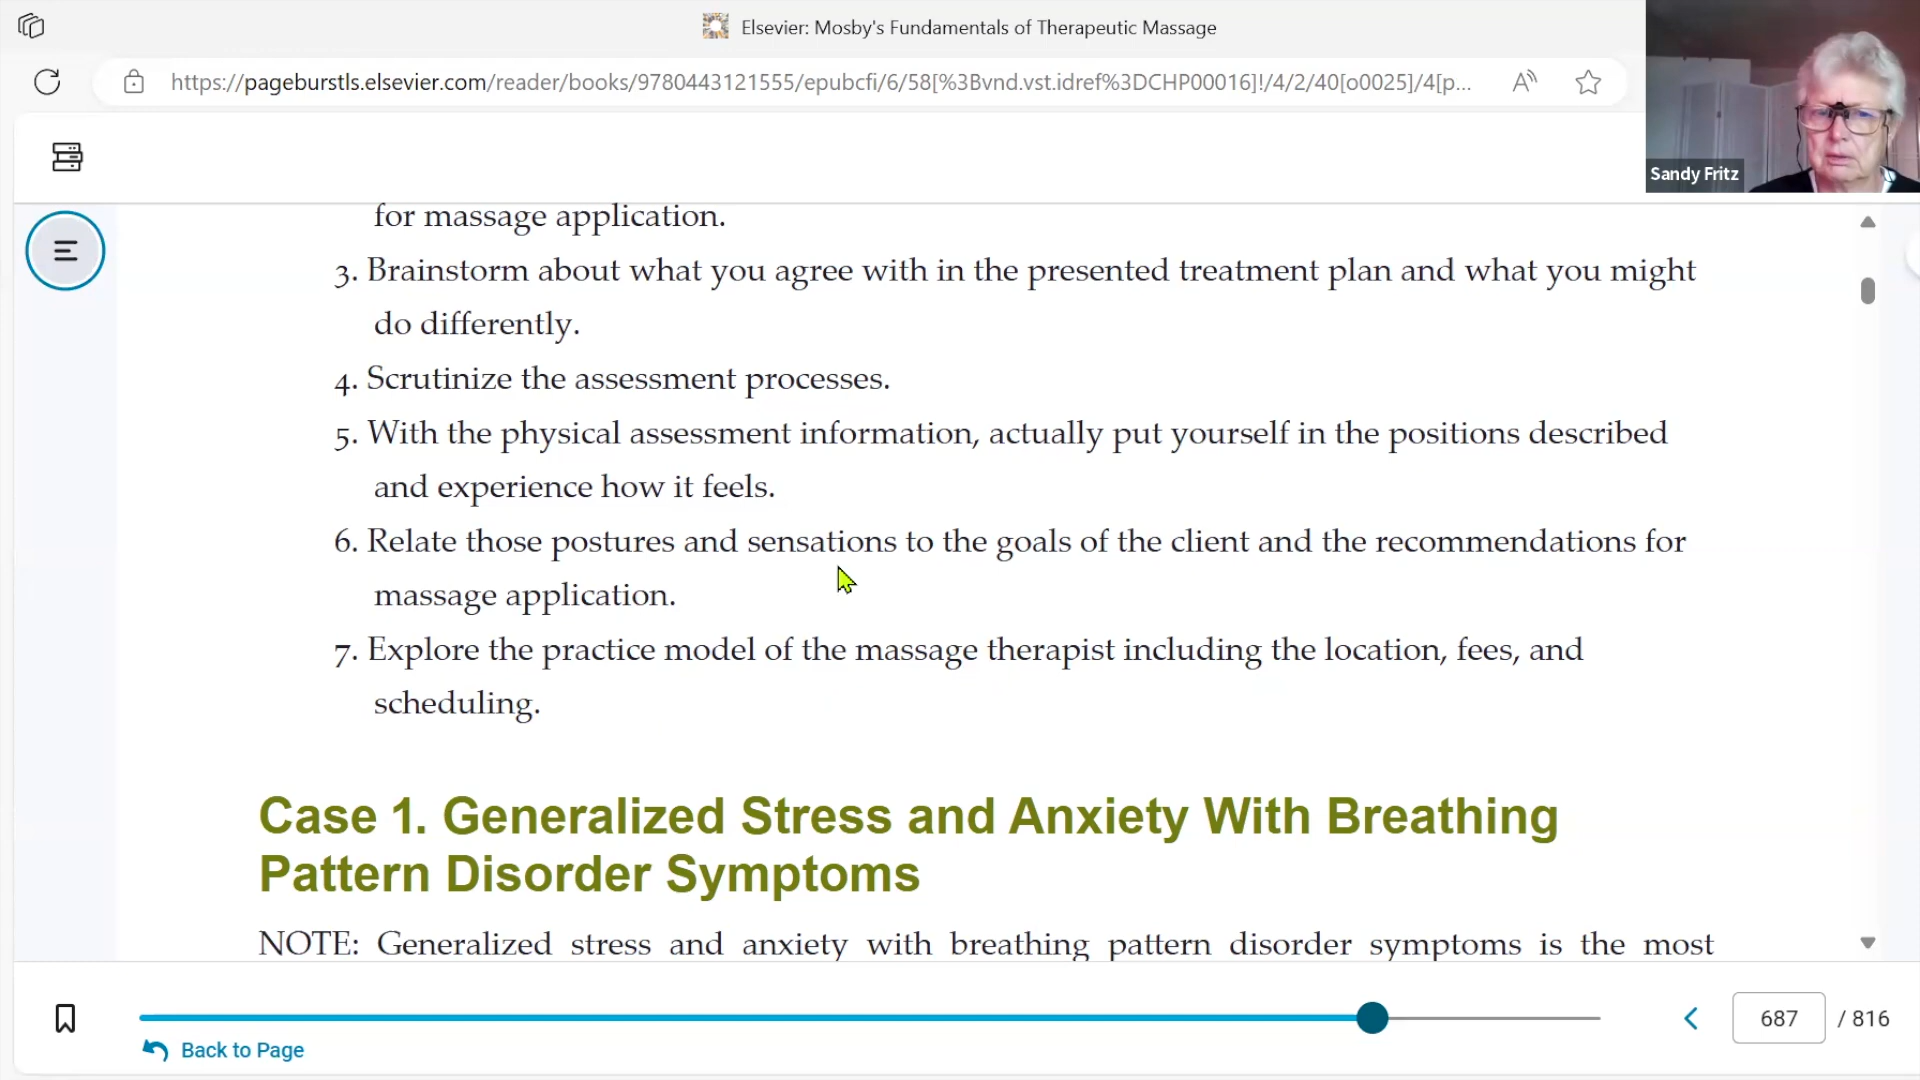 Elsevier: Mosby's Fundamentals of Therapeutic Massage
https://pageburstls.elsevier.com/reader/books/9780443121555/epubcfi/6/58[%3Bvnd.vst.idref%3DCHP00016]!/4/2/40[o0025]/4[p...
Sandy Fritz
for massage application.
3. Brainstorm about what you agree with in the presented treatment plan and what you might
do differently.
4. Scrutinize the assessment processes.
5. With the physical assessment information, actually put yourself in the positions described
and experience how it feels.
6. Relate those postures and sensations to the goals of the client and the recommendations for
massage application.
7. Explore the practice model of the massage therapist including the location, fees, and
scheduling.
Case 1. Generalized Stress and Anxiety With Breathing
Pattern Disorder Symptoms
NOTE: Generalized stress and anxiety with breathing pattern disorder symptoms is the most
687 / 816
Back to Page